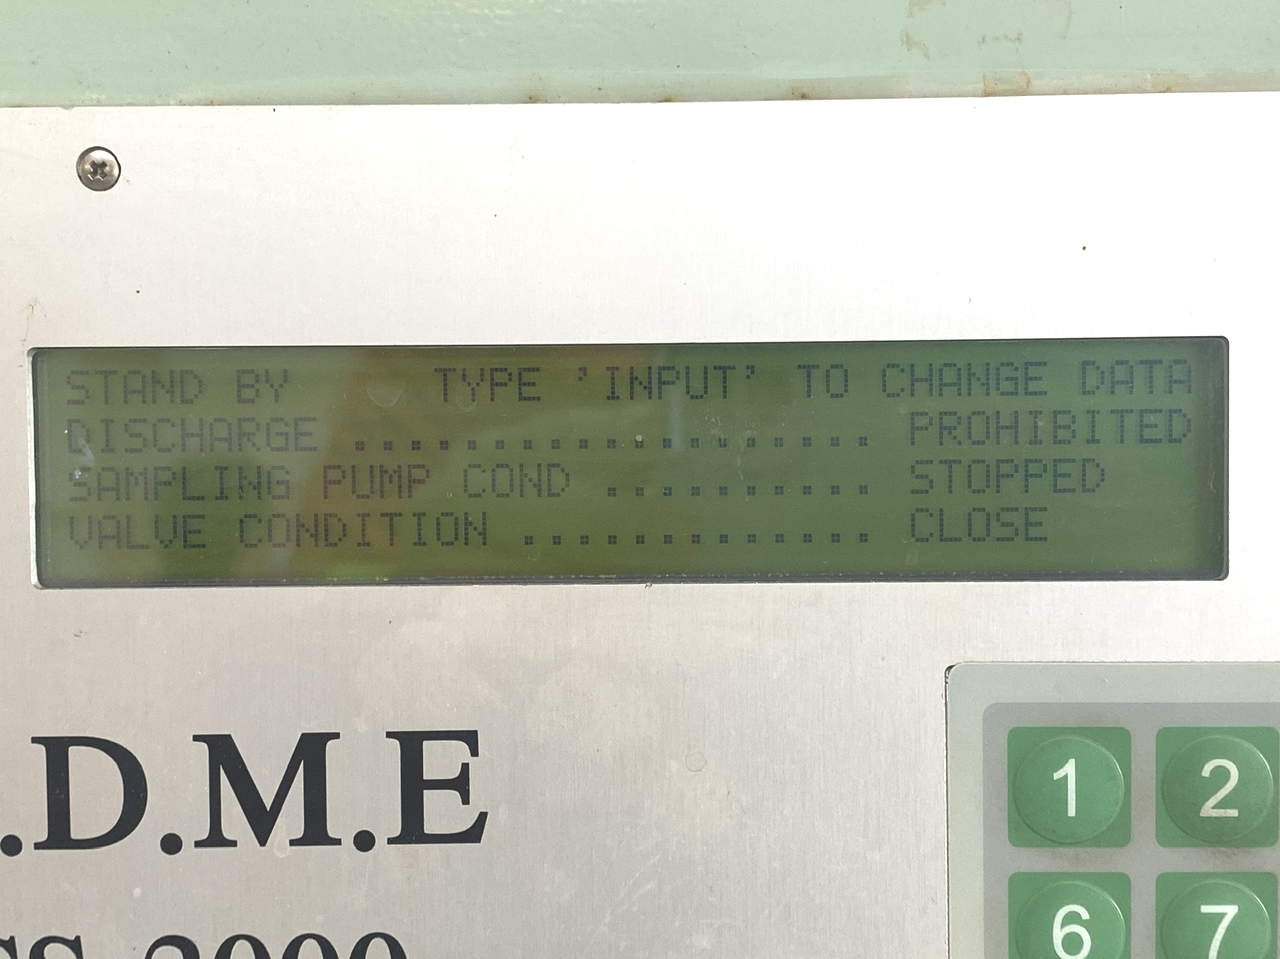 STAND BY TYPE 'INPUT' TO CHANGE DATA
DISCHARGE ................... PROHIBITED
SAMPLING PUMP COND .......... STOPPED
VALVE CONDITION ............. CLOSE
.D.M.E
1 2
6 7